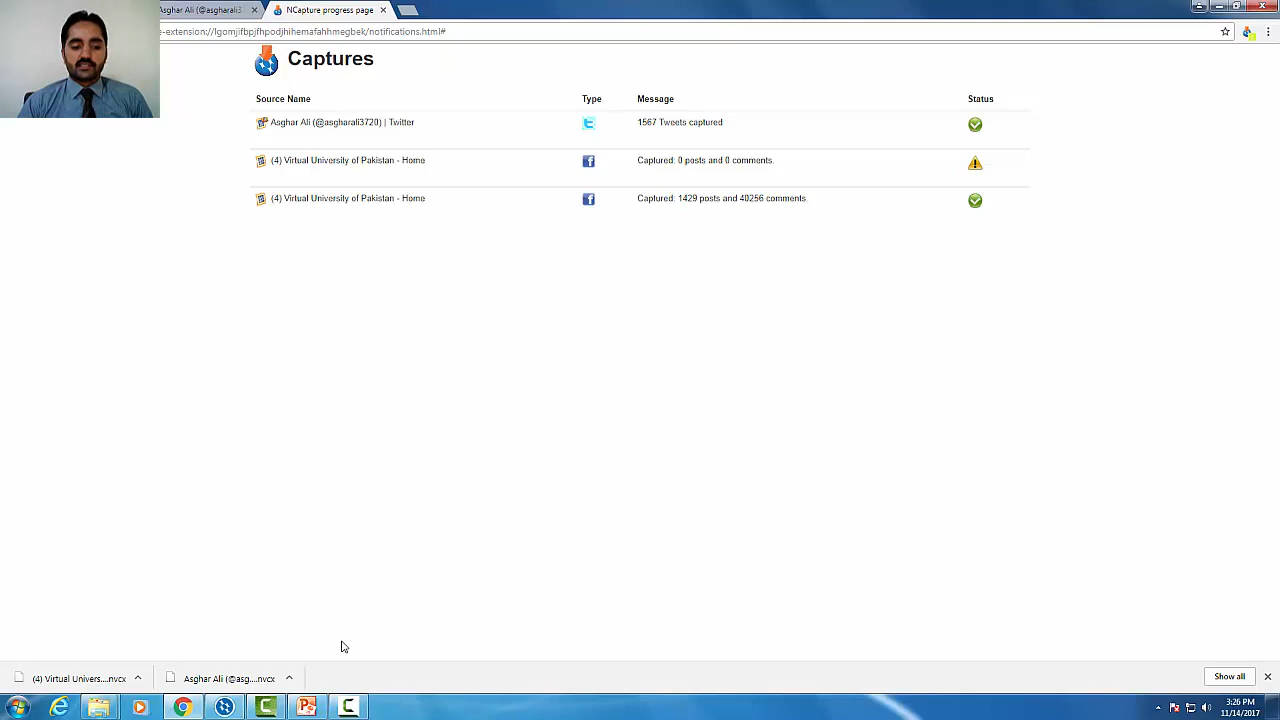 Asghar Ali (@asgharali3
NCapture progress page
e-extension://lgomjifbpjfhpodjhihemafahhmegbek/notifications.html#
Captures
Source Name Type Message Status
Asghar Ali (@asgharali3720) | Twitter 1567 Tweets captured
(4) Virtual University of Pakistan - Home Captured: 0 posts and 0 comments.
(4) Virtual University of Pakistan - Home Captured: 1429 posts and 40256 comments.
(4) Virtual Univers....nvcx
Asghar Ali (@asg....nvcx
Show all
3:26 PM
11/14/2017